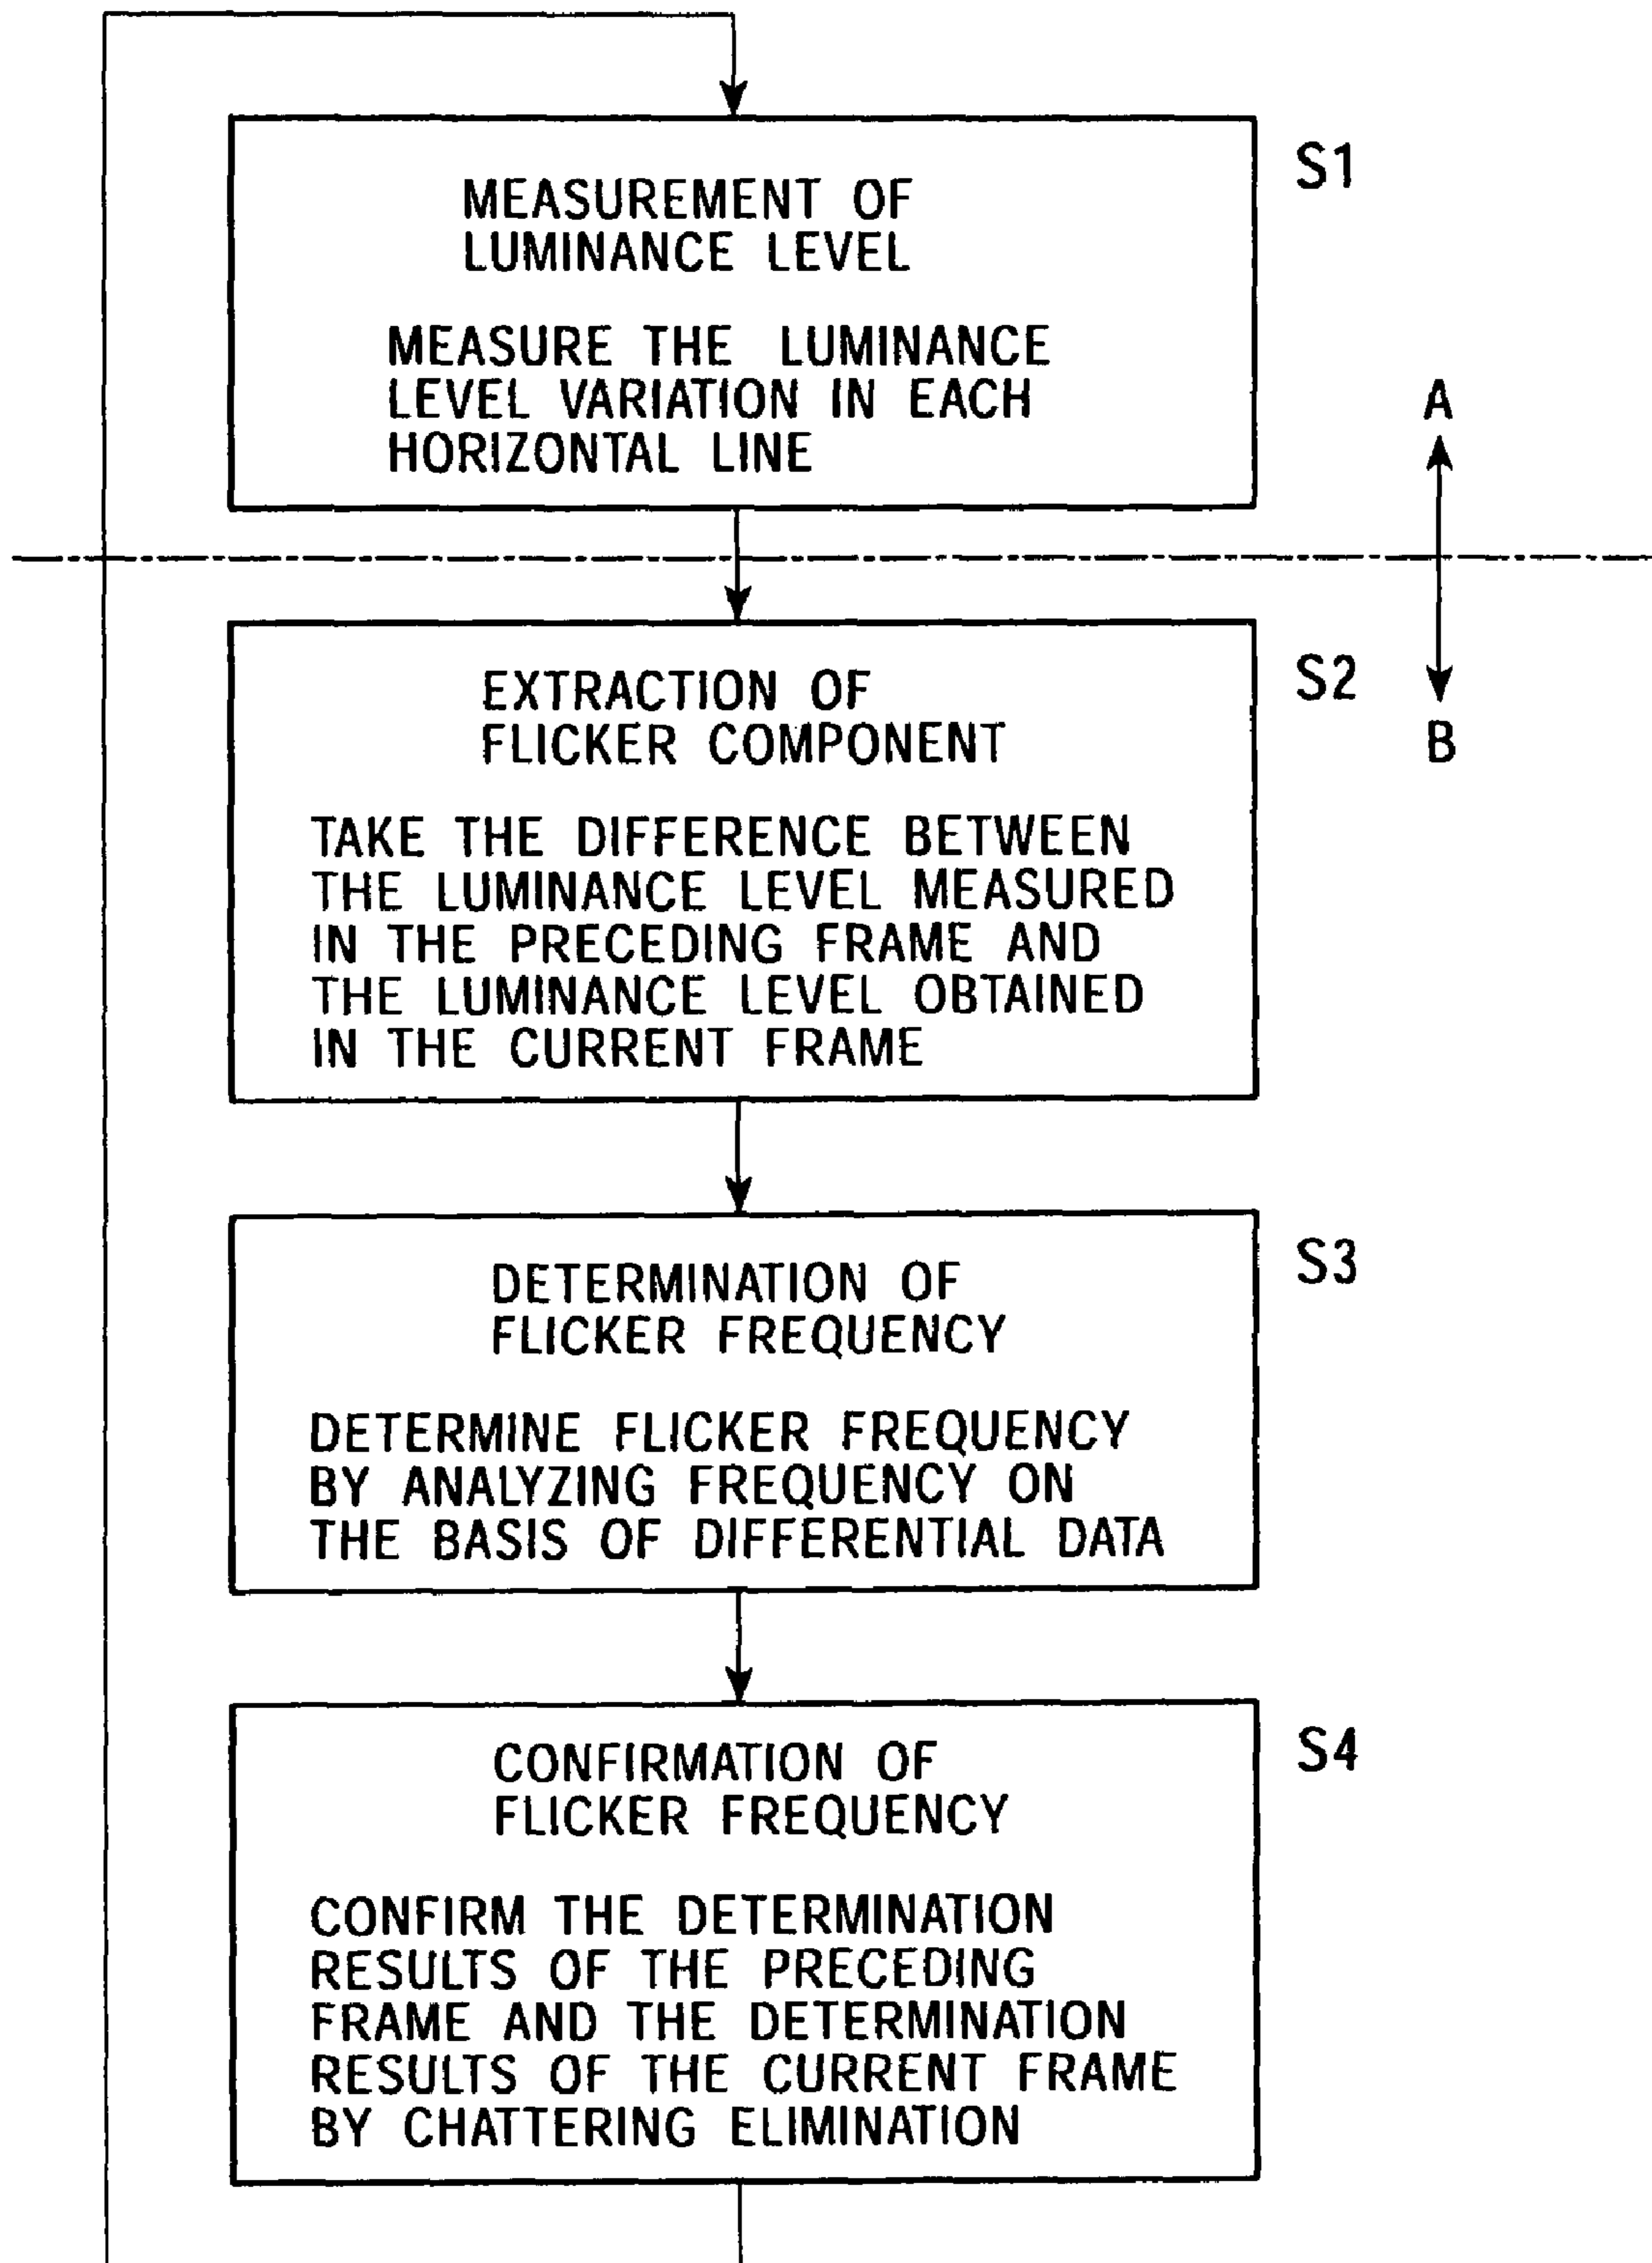 S1
MEASUREMENT OF
LUMINANCE LEVEL
MEASURE THE LUMINANCE
LEVEL VARIATION IN EACH
HORIZONTAL LINE
A
B
S2
EXTRACTION OF
FLICKER COMPONENT
TAKE THE DIFFERENCE BETWEEN
THE LUMINANCE LEVEL MEASURED
IN THE PRECEDING FRAME AND
THE LUMINANCE LEVEL OBTAINED
IN THE CURRENT FRAME
S3
DETERMINATION OF
FLICKER FREQUENCY
DETERMINE FLICKER FREQUENCY
BY ANALYZING FREQUENCY ON
THE BASIS OF DIFFERENTIAL DATA
S4
CONFIRMATION OF
FLICKER FREQUENCY
CONFIRM THE DETERMINATION
RESULTS OF THE PRECEDING
FRAME AND THE DETERMINATION
RESULTS OF THE CURRENT FRAME
BY CHATTERING ELIMINATION